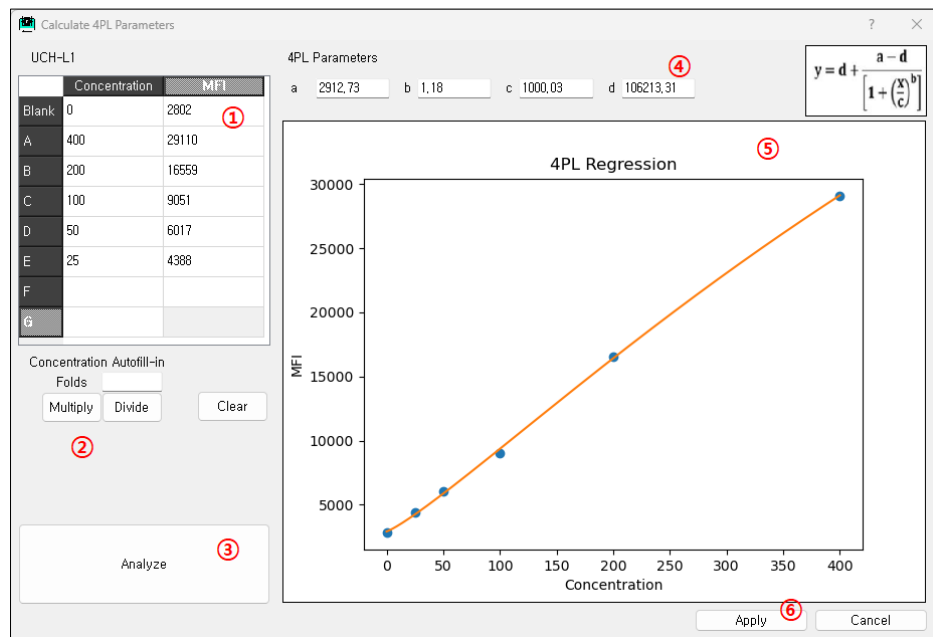 Calculate 4PL Parameters
?
UCH-L1
Concentration MFI
Blank 0 2802
①
A 400 29110
B 200 16559
C 100 9051
D 50 6017
E 25 4388
F
G
Concentration Autofill-in
Folds
Multiply Divide Clear
②
Analyze
③
4PL Parameters
④
a 2912,73 b 1,18 c 1000,03 d 106213,31
y = d + a − d / [1 + (x/c)^b]
⑤
4PL Regression
MFI
30000
25000
20000
15000
10000
5000
0 50 100 150 200 250 300 350 400
Concentration
⑥
Apply Cancel